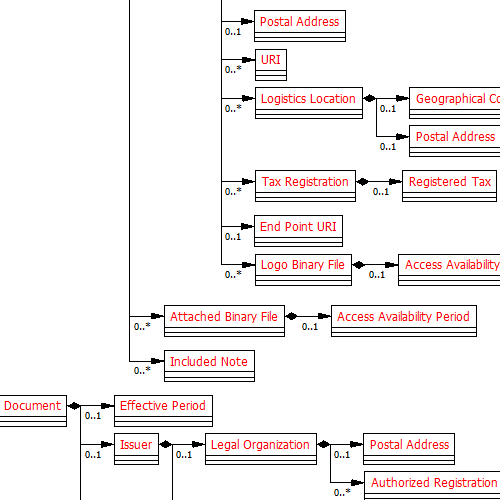 Postal Address
0..1
URI
0..*
Logistics Location
Geographical Co
0..*
0..1
Postal Address
0..1
Tax Registration
Registered Tax
0..*
0..1
End Point URI
0..1
Logo Binary File
Access Availability
0..*
0..1
Attached Binary File
Access Availability Period
0..*
0..1
Included Note
0..*
Document
Effective Period
0..1
Issuer
Legal Organization
Postal Address
0..1
0..1
0..1
Authorized Registration
0..*